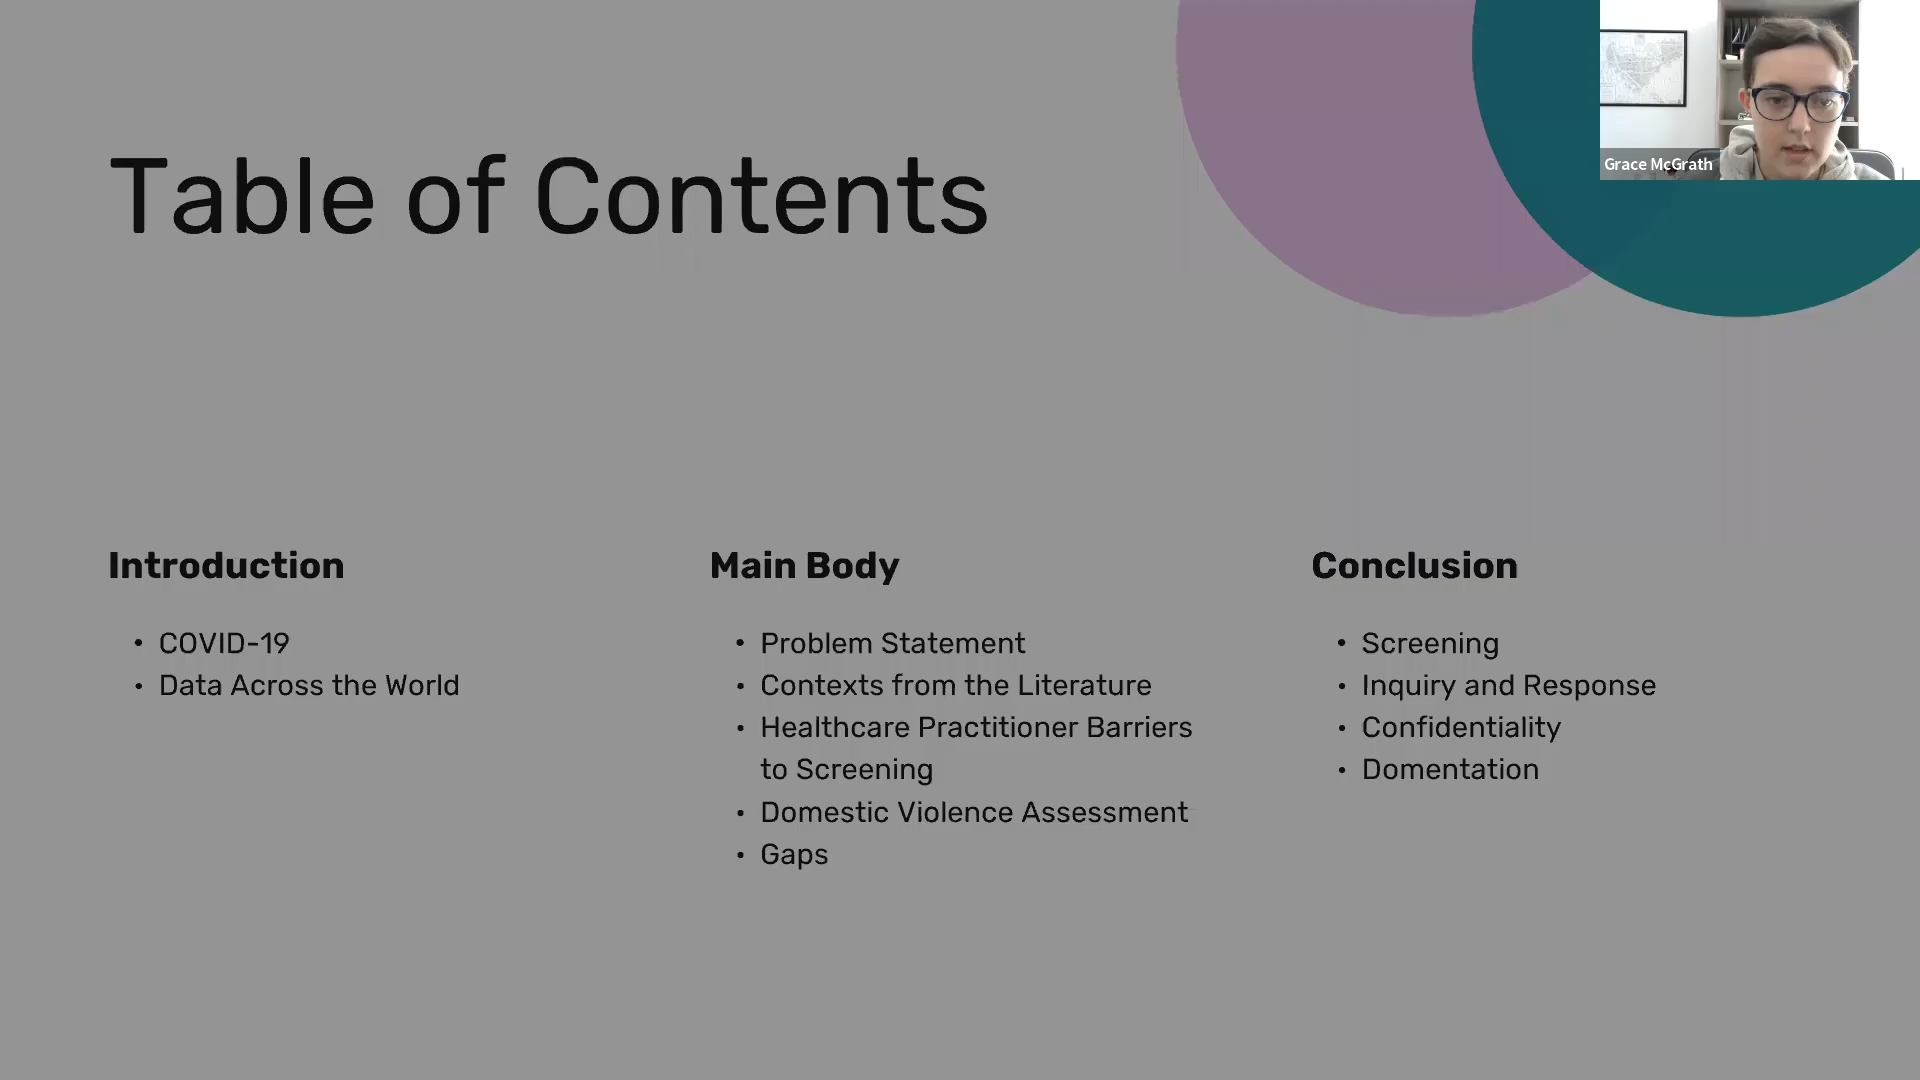 Table of Contents
Grace McGrath
Introduction
• COVID-19
• Data Across the World
Main Body
• Problem Statement
• Contexts from the Literature
• Healthcare Practitioner Barriers
to Screening
• Domestic Violence Assessment
• Gaps
Conclusion
• Screening
• Inquiry and Response
• Confidentiality
• Domentation